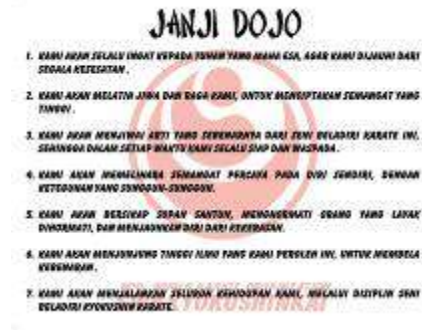 JANJI DOJO
1. KAMI AKAN SELALU INGAT KEPADA TUHAN YANG MAHA ESA, AGAR KAMI DIJAUHI DARI
SEGALA KESESATAN.
2. KAMI AKAN MELATIH JIWA DAN RAGA KAMI, UNTUK MENCIPTAKAN SEMANGAT YANG
TINGGI.
3. KAMI AKAN MENJIWAI ARTI YANG SEBENARNYA DARI SENI BELADIRI KARATE INI,
SEHINGGA DALAM SETIAP WAKTU KAMI SELALU SIAP DAN WASPADA.
4. KAMI AKAN MEMELIHARA SEMANGAT PERCAYA PADA DIRI SENDIRI, DENGAN
KETEGUHAN YANG SUNGGUH-SUNGGUH.
5. KAMI AKAN BERSIKAP SOPAN SANTUN, MENGHORMATI ORANG YANG LAYAK
DIHORMATI, DAN MENJAUHKAN DIRI DARI KEKERASAN.
6. KAMI AKAN MENJUNJUNG TINGGI ILMU YANG KAMI PEROLEH INI, UNTUK MEMBELA
KEBENARAN.
7. KAMI AKAN MENJALANKAN SELURUH KEHIDUPAN KAMI, MELALUI DISIPLIN SENI
BELADIRI KYOKUSHIN KARATE.
KYOKUSHINKAI